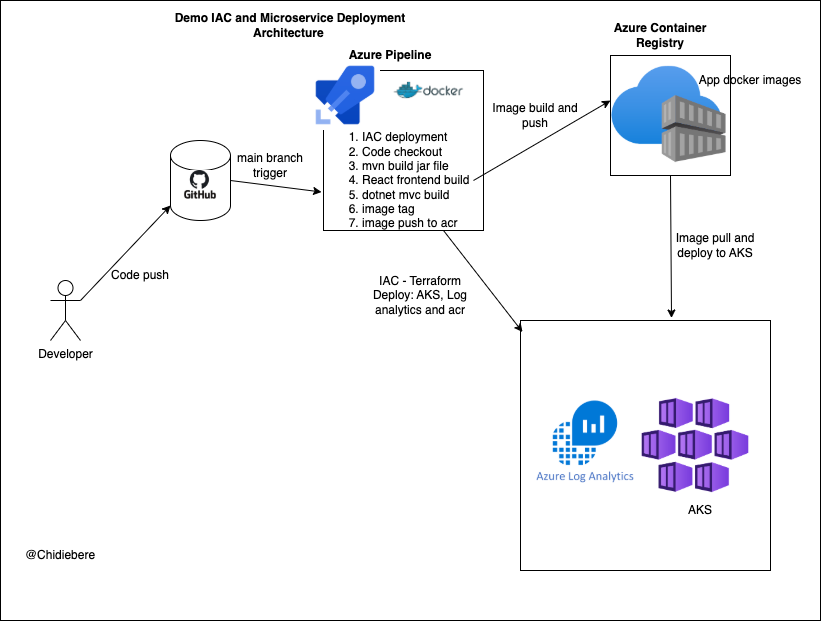 Demo IAC and Microservice Deployment
Architecture
Azure Container
Registry
Azure Pipeline
docker
App docker images
Image build and
push
1. IAC deployment
2. Code checkout
3. mvn build jar file
4. React frontend build
5. dotnet mvc build
6. image tag
7. image push to acr
main branch
trigger
GitHub
Code push
Developer
Image pull and
deploy to AKS
IAC - Terraform
Deploy: AKS, Log
analytics and acr
Azure Log Analytics
AKS
@Chidiebere